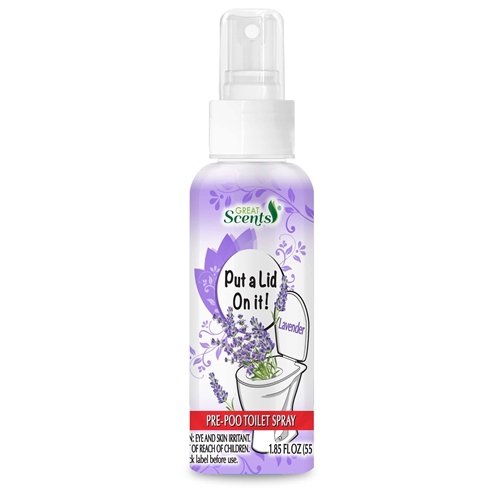 GREAT
Scents
Put a Lid
On it!
Lavender
PRE-POO TOILET SPRAY
: EYE AND SKIN IRRITANT.
OF REACH OF CHILDREN.
label before use.
1.85 FL OZ (55